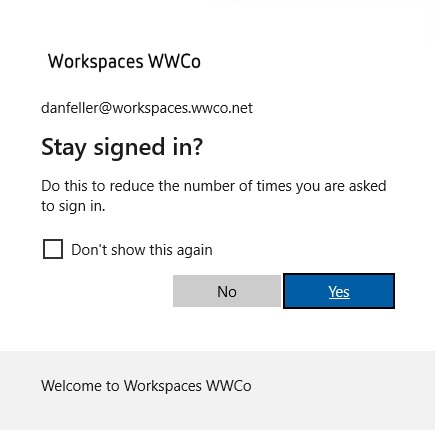 Workspaces WWCo
danfeller@workspaces.wwco.net
Stay signed in?
Do this to reduce the number of times you are asked
to sign in.
Don't show this again
No
Yes
Welcome to Workspaces WWCo